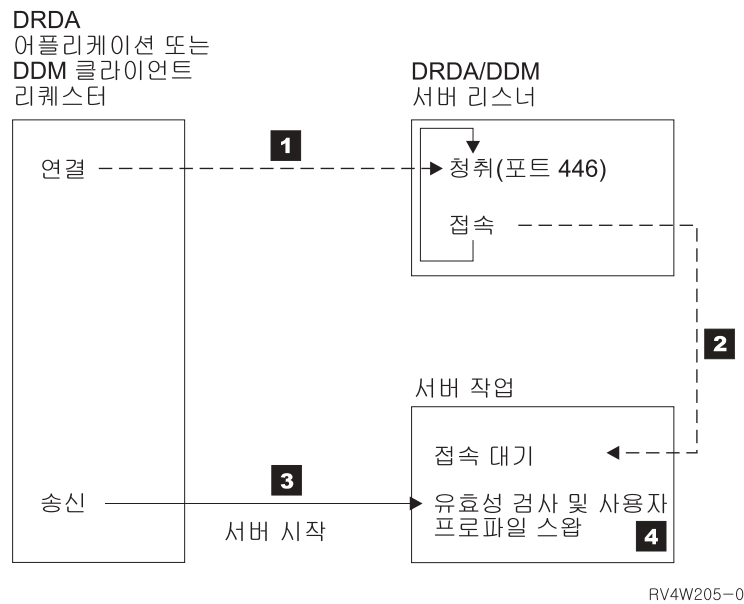 DRDA
어플리케이션 또는
DDM 클라이언트
리퀘스터
DRDA/DDM
서버 리스너
연결
1
청취(포트 446)
접속
2
서버 작업
접속 대기
송신
3
서버 시작
유효성 검사 및 사용자
프로파일 스왑
4
RV4W205-0